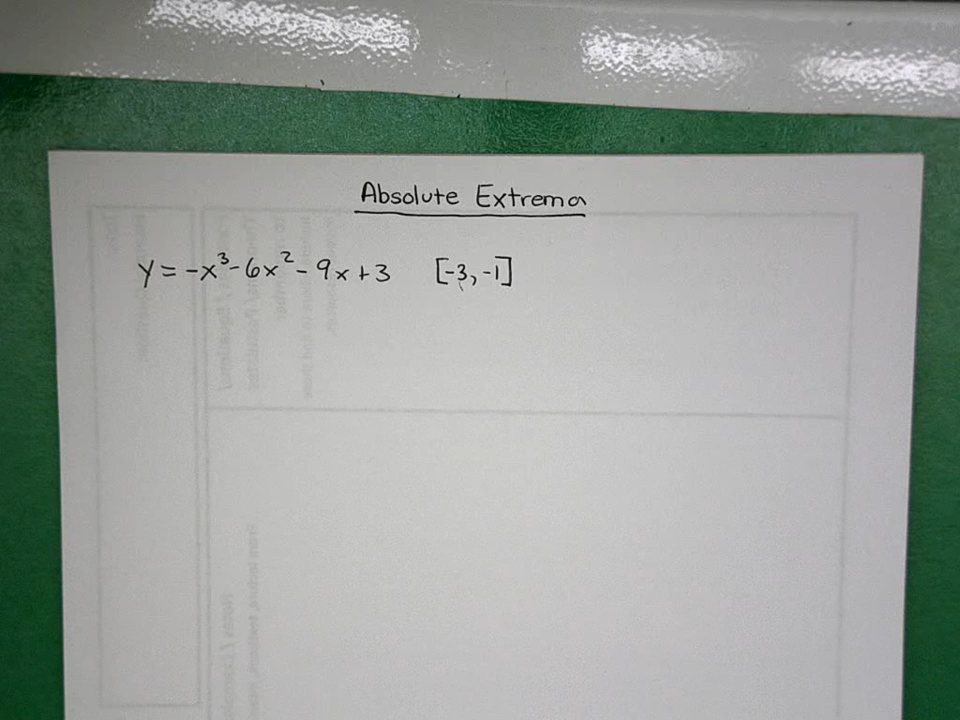 Absolute Extrema
y = -x³ - 6x² - 9x + 3 [-3, -1]